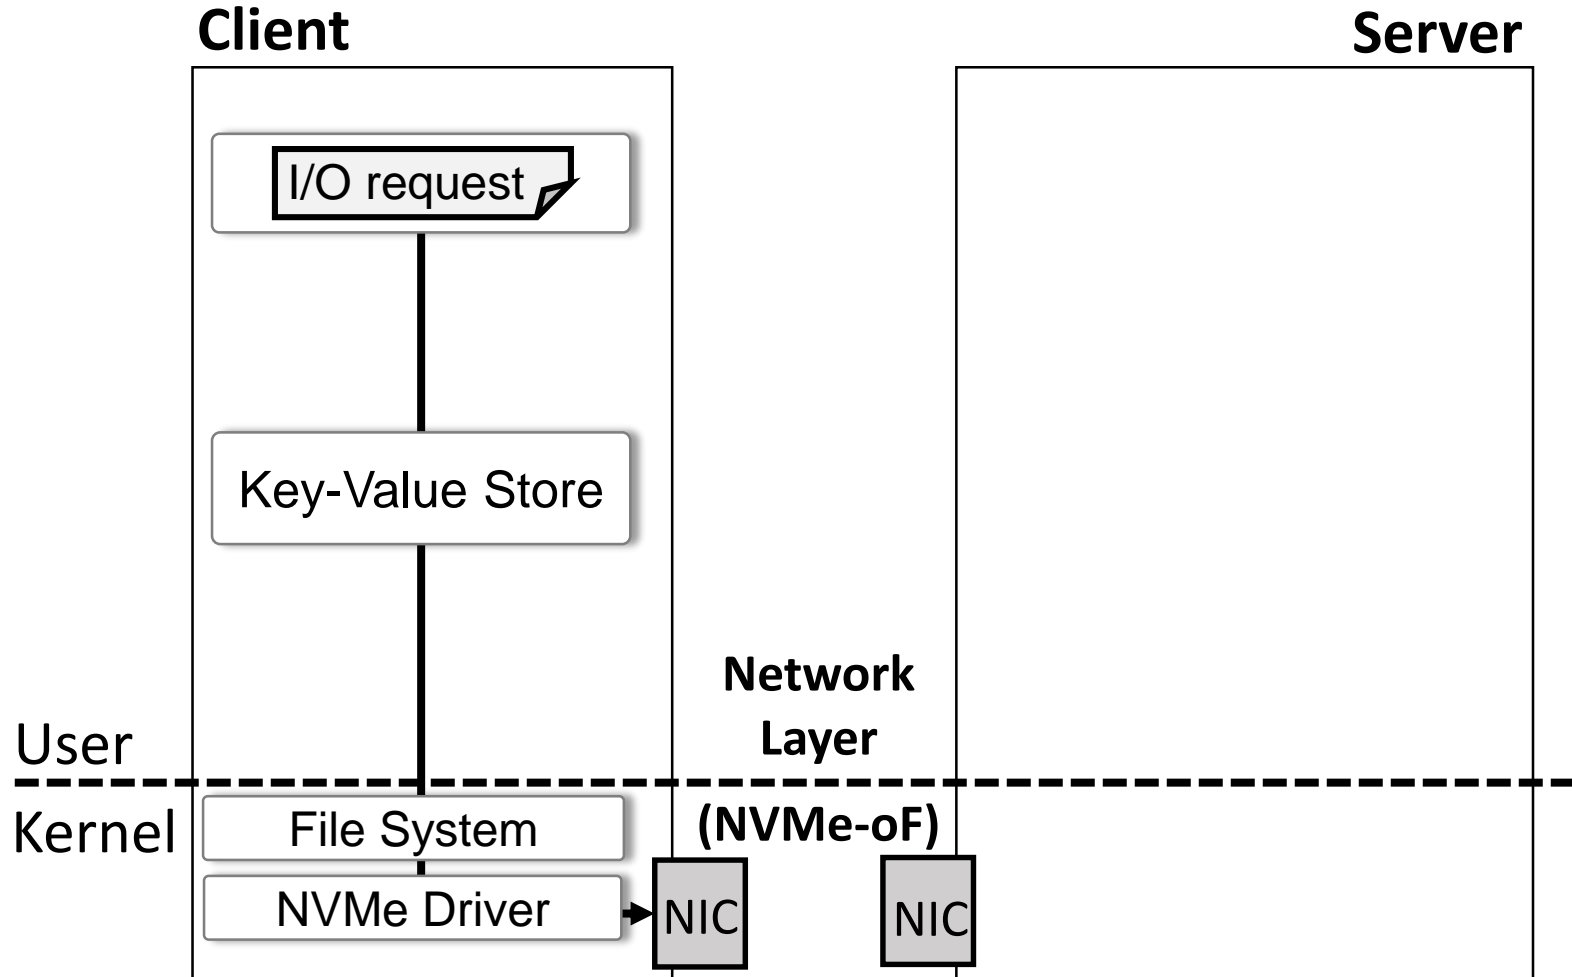 Client
Server
I/O request
Key-Value Store
Network
Layer
User
Kernel
(NVMe-oF)
File System
NVMe Driver
NIC
NIC